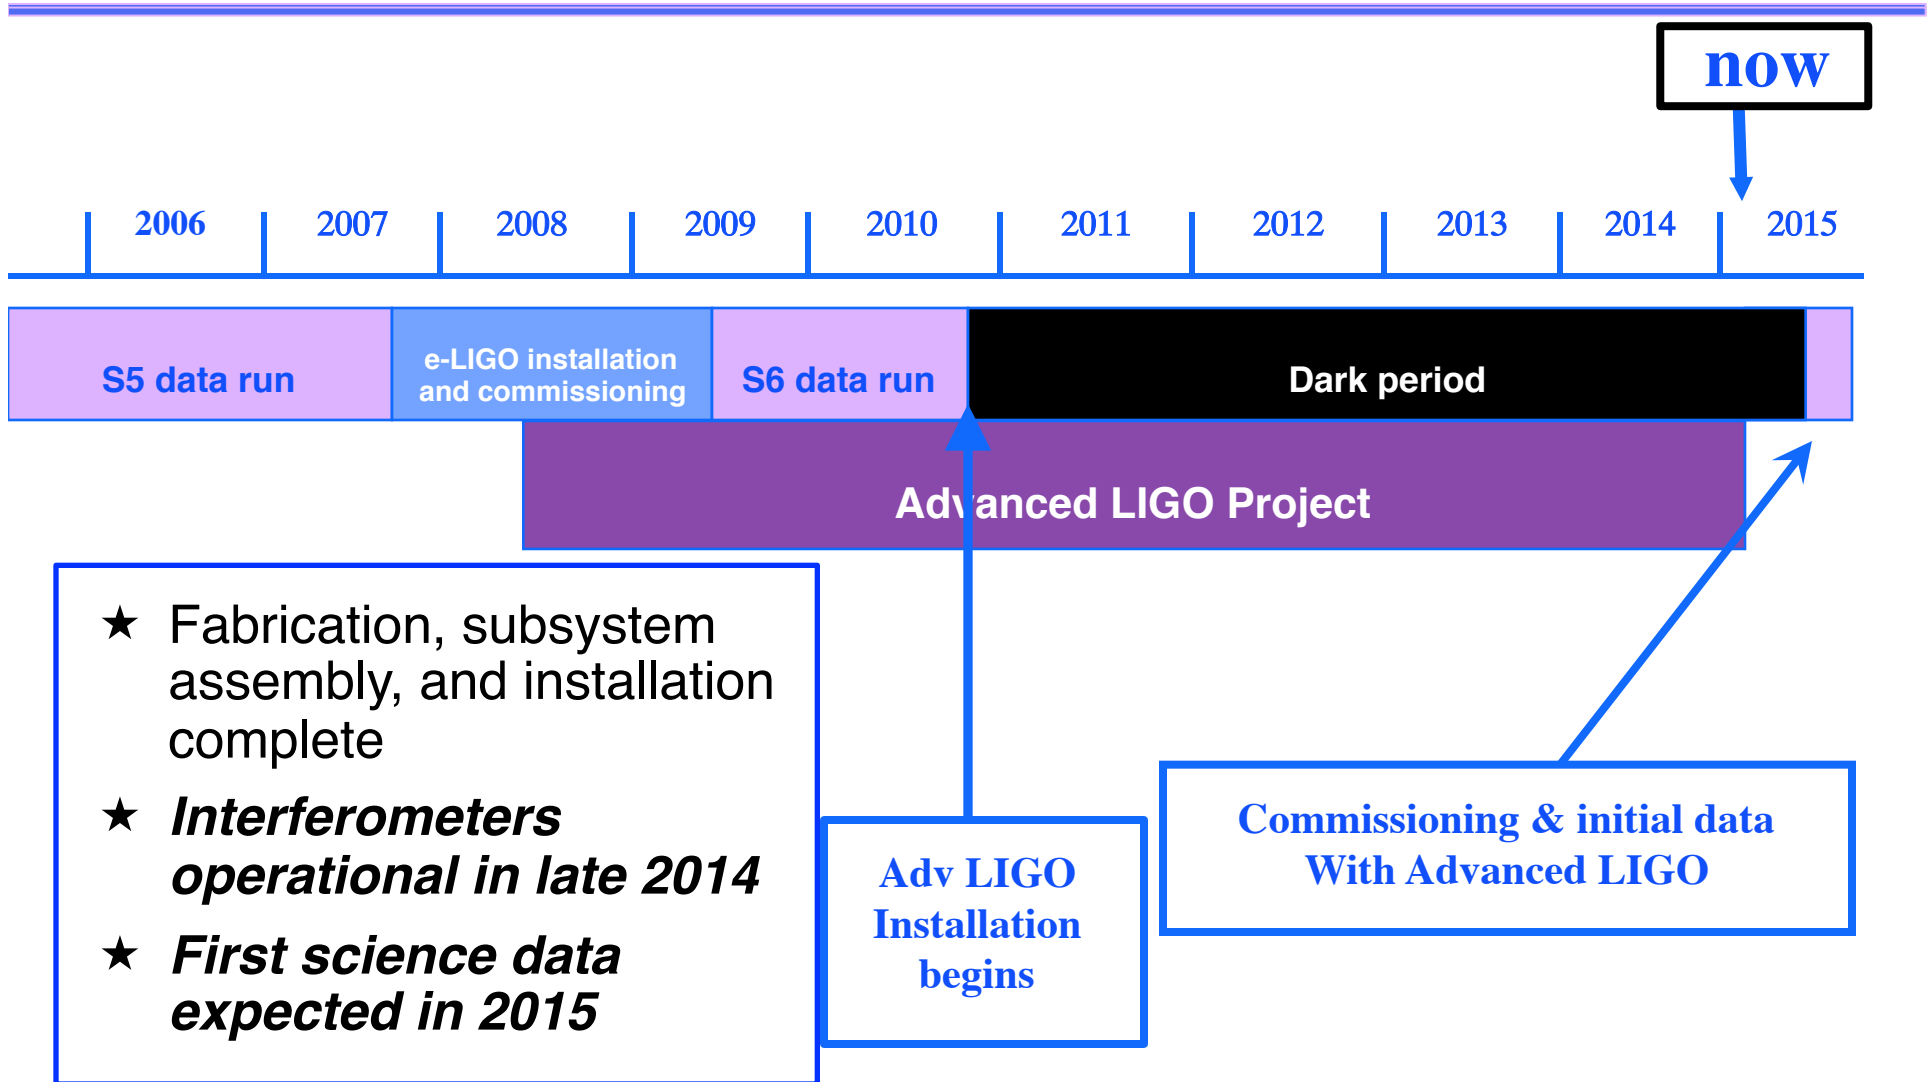 now
2006 2007 2008 2009 2010 2011 2012 2013 2014 2015
S5 data run
e-LIGO installation
and commissioning
S6 data run
Dark period
Advanced LIGO Project
★ Fabrication, subsystem
assembly, and installation
complete
★ Interferometers
operational in late 2014
★ First science data
expected in 2015
Adv LIGO
Installation
begins
Commissioning & initial data
With Advanced LIGO